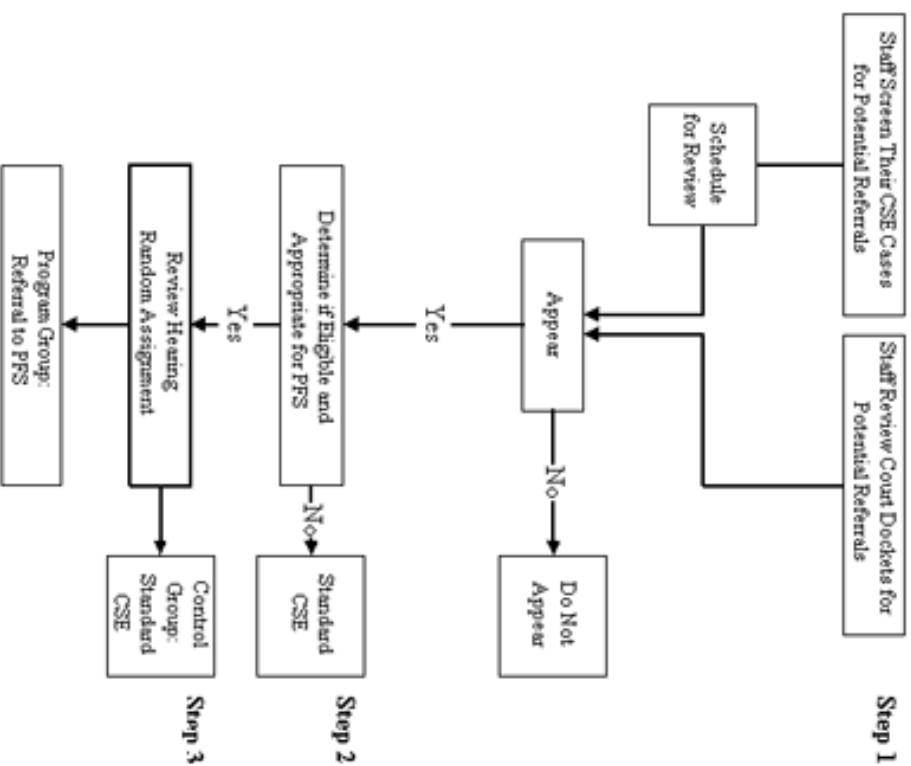 Staff Screen Their CSE Cases
for Potential Referrals
Staff Review Court Dockets for
Potential Referrals
Step 1
Schedule
for Review
Appear
No
Do Not
Appear
Yes
Determine if Eligible and
Appropriate for PFS
No
Standard
CSE
Step 2
Yes
Review Hearing
Random Assignment
Control
Group:
Standard
CSE
Step 3
Program Group:
Referral to PFS